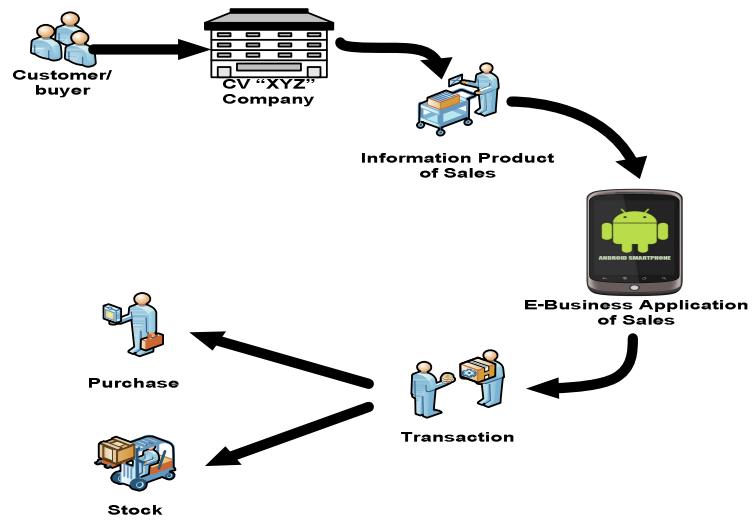 Customer/
buyer
CV “XYZ”
Company
Information Product
of Sales
ANDROID SMARTPHONE
E-Business Application
of Sales
Purchase
Transaction
Stock